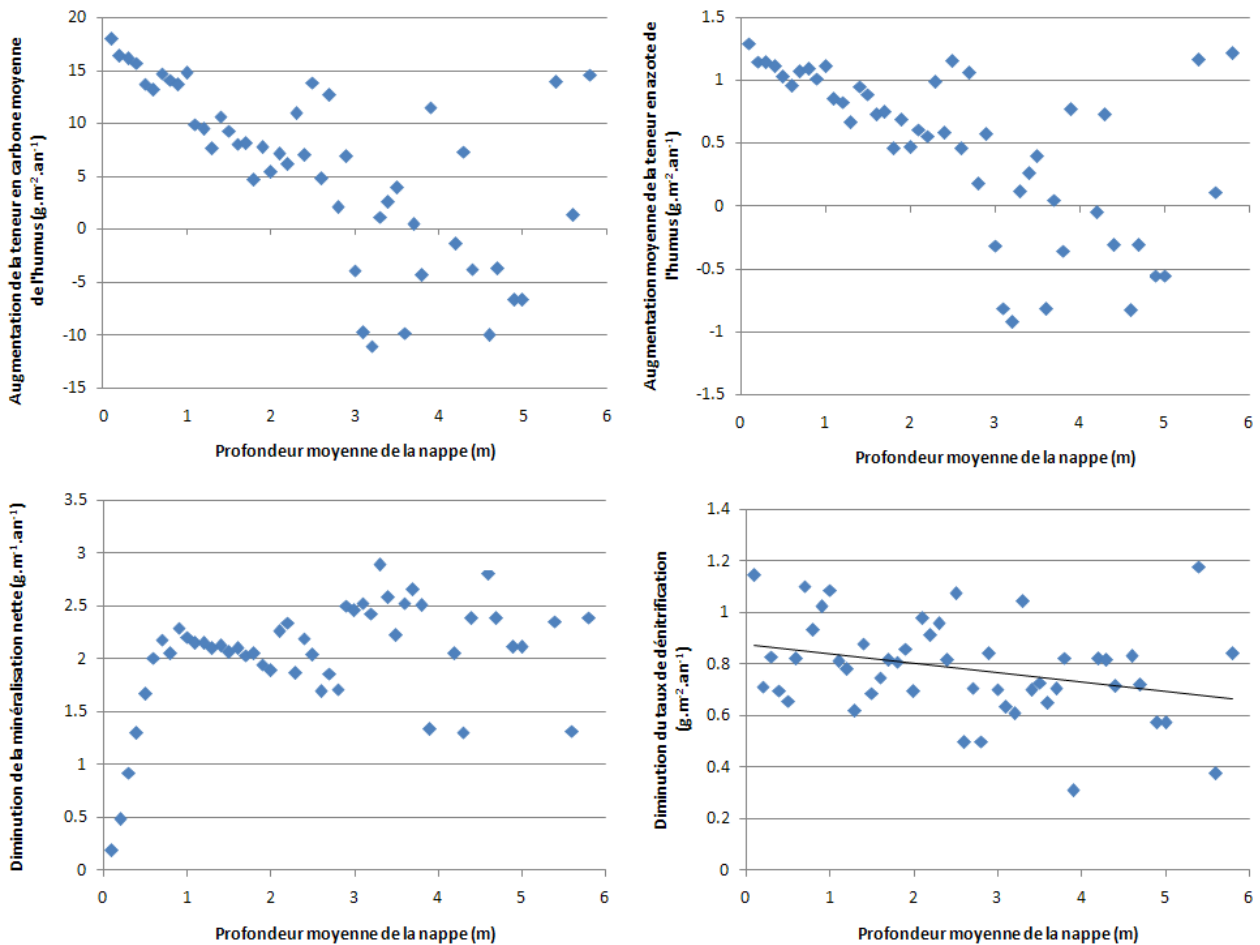 Augmentation de la teneur en carbone moyenne
de l'humus (g.m⁻².an⁻¹)
20
15
10
5
0
-5
-10
-15
0 1 2 3 4 5 6
Profondeur moyenne de la nappe (m)
Augmentation moyenne de la teneur en azote de
l'humus (g.m⁻².an⁻¹)
1.5
1
0.5
0
-0.5
-1
-1.5
0 1 2 3 4 5 6
Profondeur moyenne de la nappe (m)
Diminution de la minéralisation nette (g.m⁻¹.an⁻¹)
3.5
3
2.5
2
1.5
1
0.5
0
0 1 2 3 4 5 6
Profondeur moyenne de la nappe (m)
Diminution du taux de dénitrification
(g.m⁻².an⁻¹)
1.4
1.2
1
0.8
0.6
0.4
0.2
0
0 1 2 3 4 5 6
Profondeur moyenne de la nappe (m)